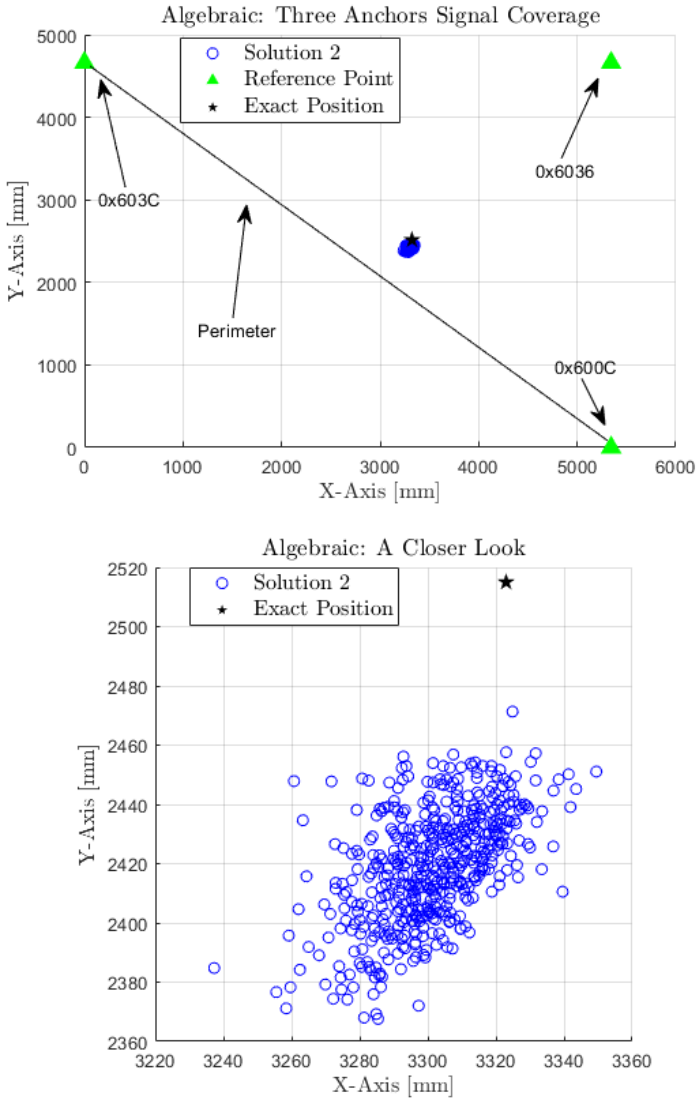 Algebraic: Three Anchors Signal Coverage
5000
4000
3000
2000
1000
0
Y-Axis [mm]
Solution 2
Reference Point
Exact Position
0x603C
0x6036
Perimeter
0x600C
0
1000
2000
3000
4000
5000
6000
X-Axis [mm]
Algebraic: A Closer Look
2520
2500
2480
2460
2440
2420
2400
2380
2360
Y-Axis [mm]
Solution 2
Exact Position
3220
3240
3260
3280
3300
3320
3340
3360
X-Axis [mm]